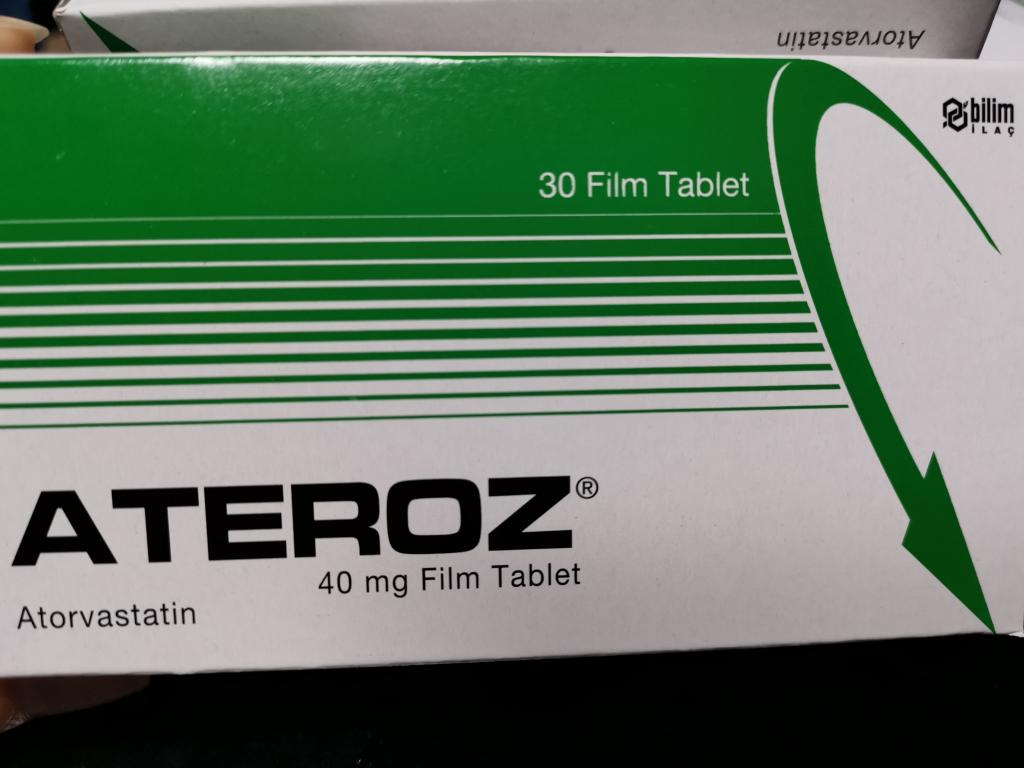 Atorvastatin
bilim
İLAÇ
30 Film Tablet
ATEROZ®
40 mg Film Tablet
Atorvastatin